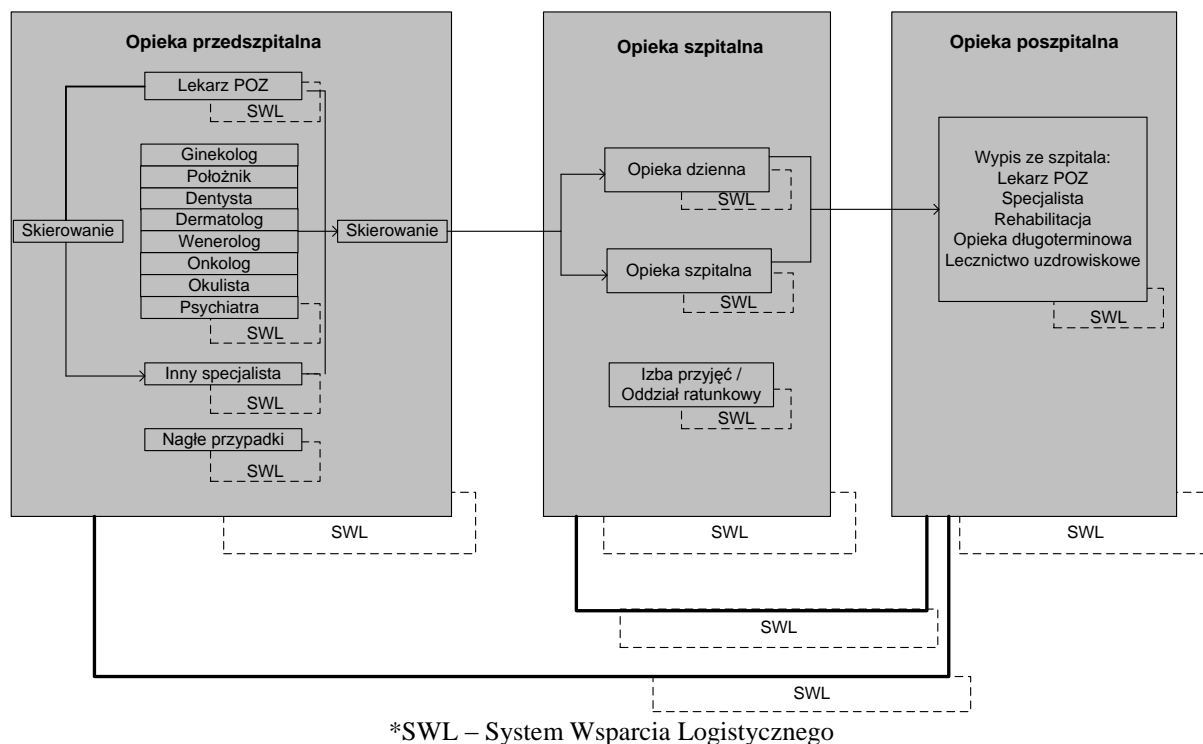 Opieka przedszpitalna
Lekarz POZ
SWL
Ginekolog
Położnik
Dentysta
Dermatolog
Wenerolog
Onkolog
Okulista
Psychiatra
SWL
Skierowanie
Skierowanie
Inny specjalista
SWL
Nagłe przypadki
SWL
SWL
Opieka szpitalna
Opieka dzienna
SWL
Opieka szpitalna
SWL
Izba przyjęć /
Oddział ratunkowy
SWL
SWL
Opieka poszpitalna
Wypis ze szpitala:
Lekarz POZ
Specjalista
Rehabilitacja
Opieka długoterminowa
Lecznictwo uzdrowiskowe
SWL
SWL
SWL
SWL
*SWL – System Wsparcia Logistycznego